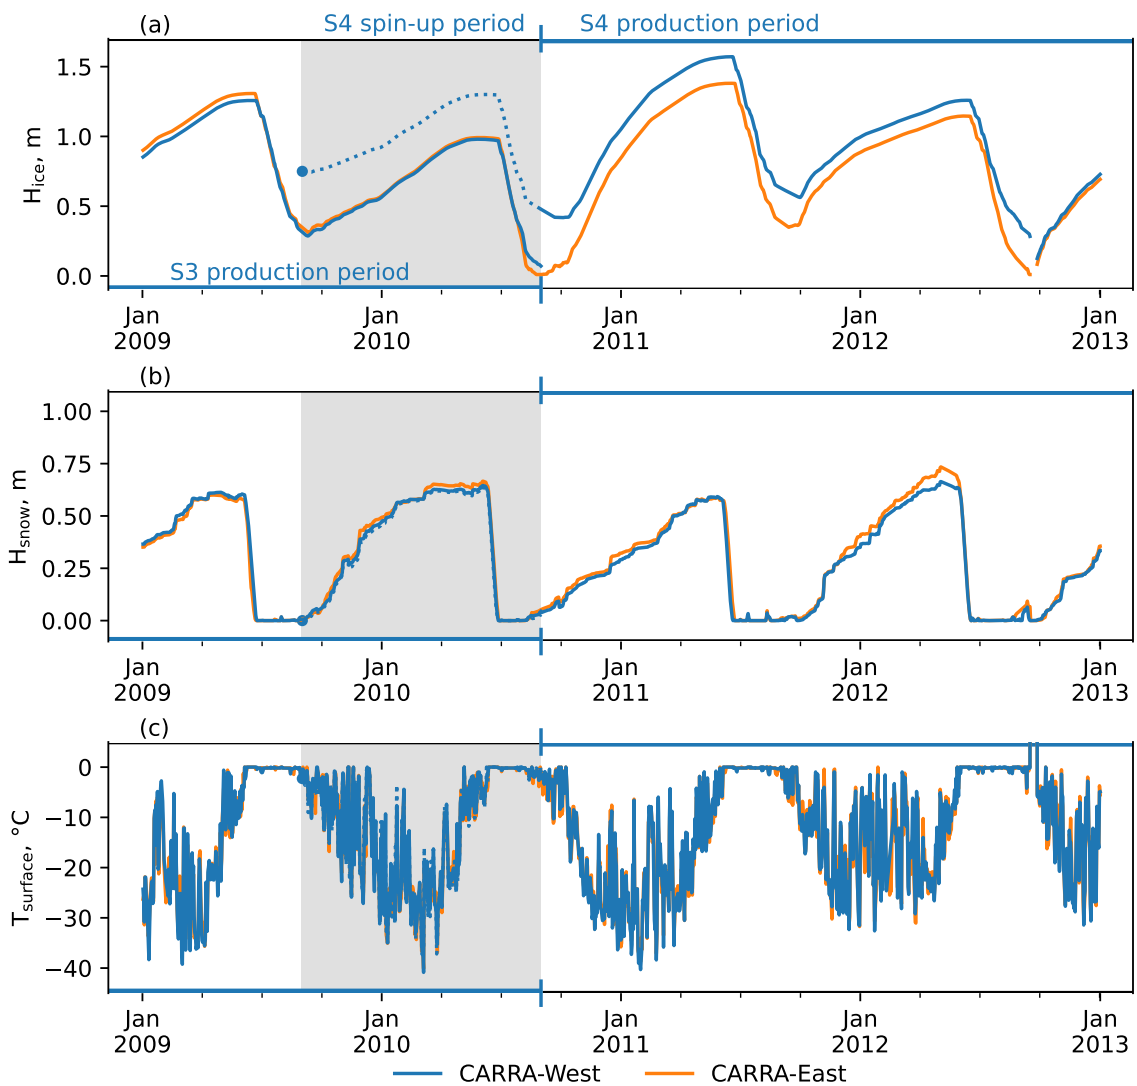 (a)
S4 spin-up period
S4 production period
H_ice, m
1.5
1.0
0.5
0.0
S3 production period
Jan 2009
Jan 2010
Jan 2011
Jan 2012
Jan 2013
(b)
H_snow, m
1.00
0.75
0.50
0.25
0.00
Jan 2009
Jan 2010
Jan 2011
Jan 2012
Jan 2013
(c)
T_surface, °C
0
−10
−20
−30
−40
Jan 2009
Jan 2010
Jan 2011
Jan 2012
Jan 2013
CARRA-West
CARRA-East